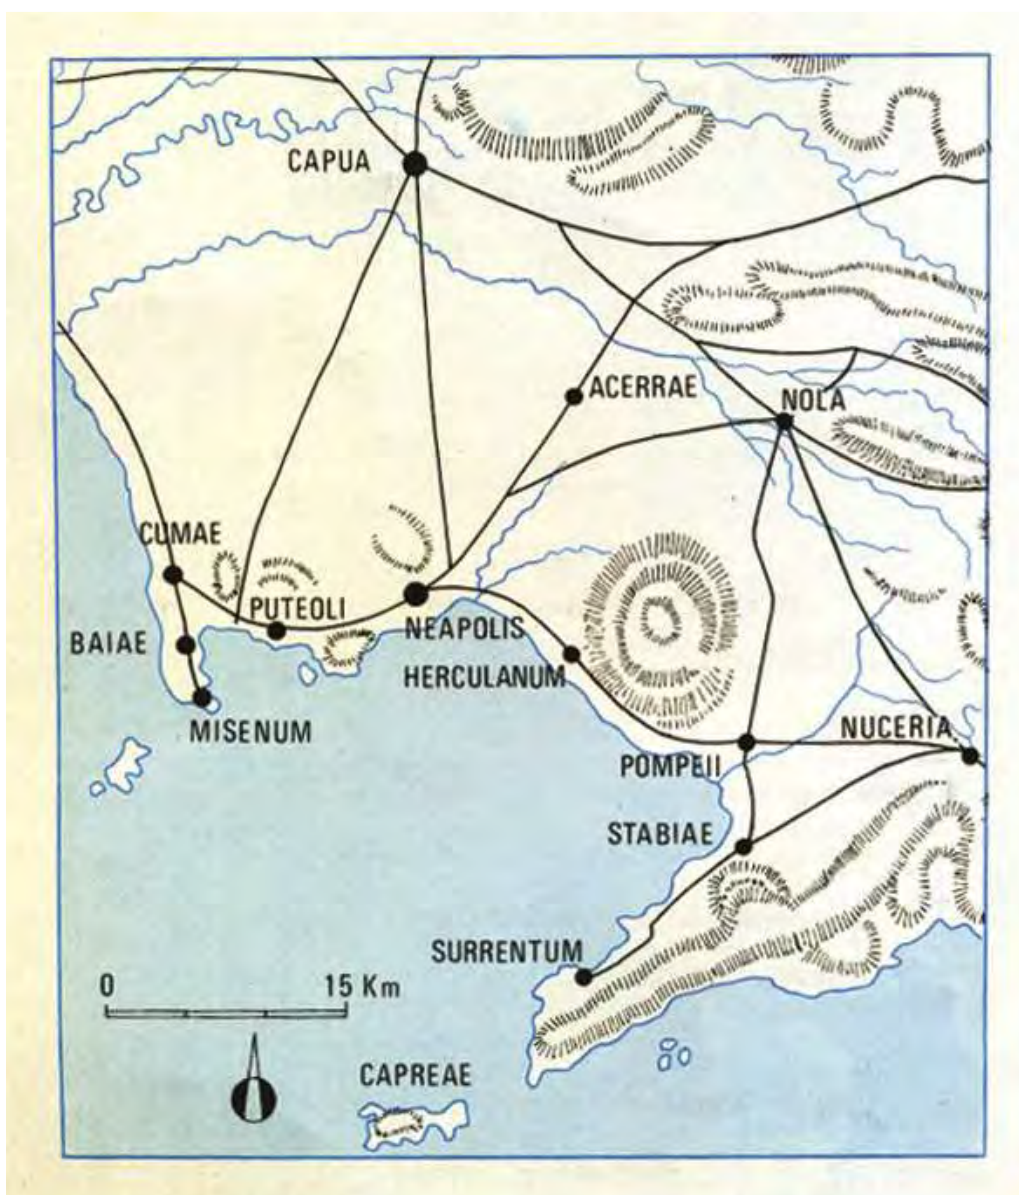 CAPUA
ACERRAE
NOLA
CUMAE
PUTEOLI
BAIAE
NEAPOLIS
HERCULANUM
MISENUM
NUCERIA
POMPEII
STABIAE
SURRENTUM
0 15 Km
CAPREAE